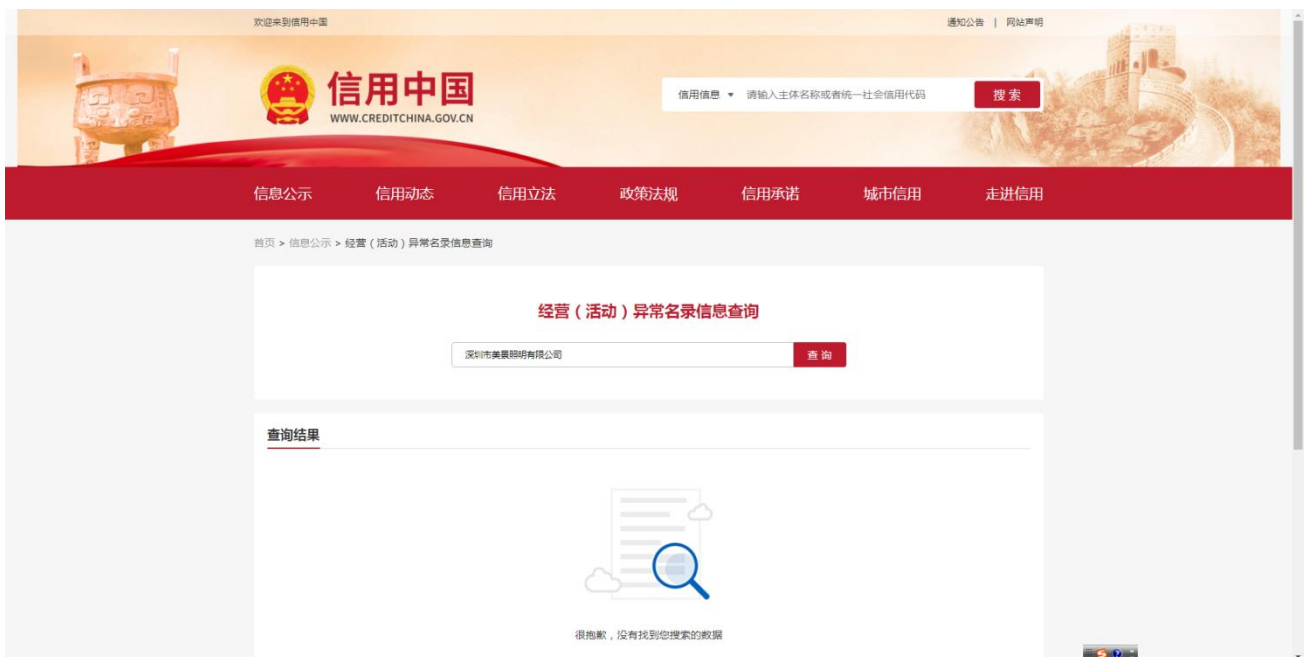 欢迎来到信用中国
通知公告 | 网站声明
信用中国
WWW.CREDITCHINA.GOV.CN
信用信息 请输入主体名称或者统一社会信用代码 搜索
信息公示 信用动态 信用立法 政策法规 信用承诺 城市信用 走进信用
首页 > 信息公示 > 经营（活动）异常名录信息查询
经营（活动）异常名录信息查询
深圳市美景照明有限公司 查询
查询结果
很抱歉，没有找到您搜索的数据